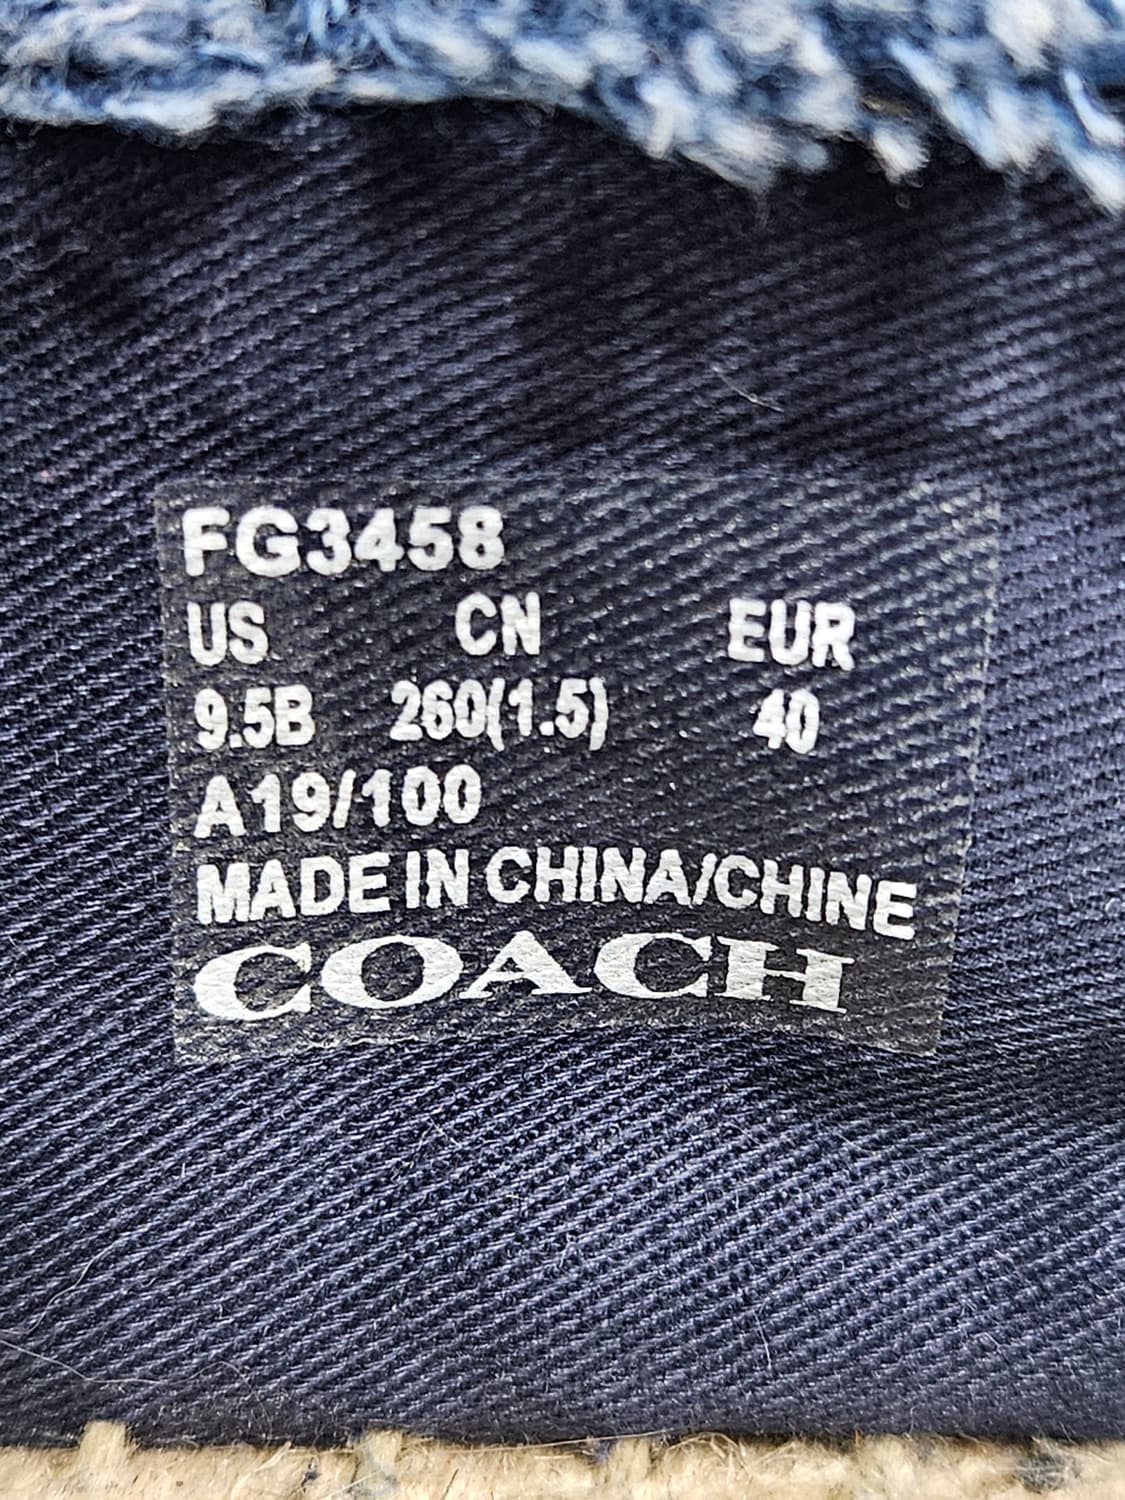 FG3458
US CN EUR
9.5B 260(1.5) 40
A19/100
MADE IN CHINA/CHINE
COACH